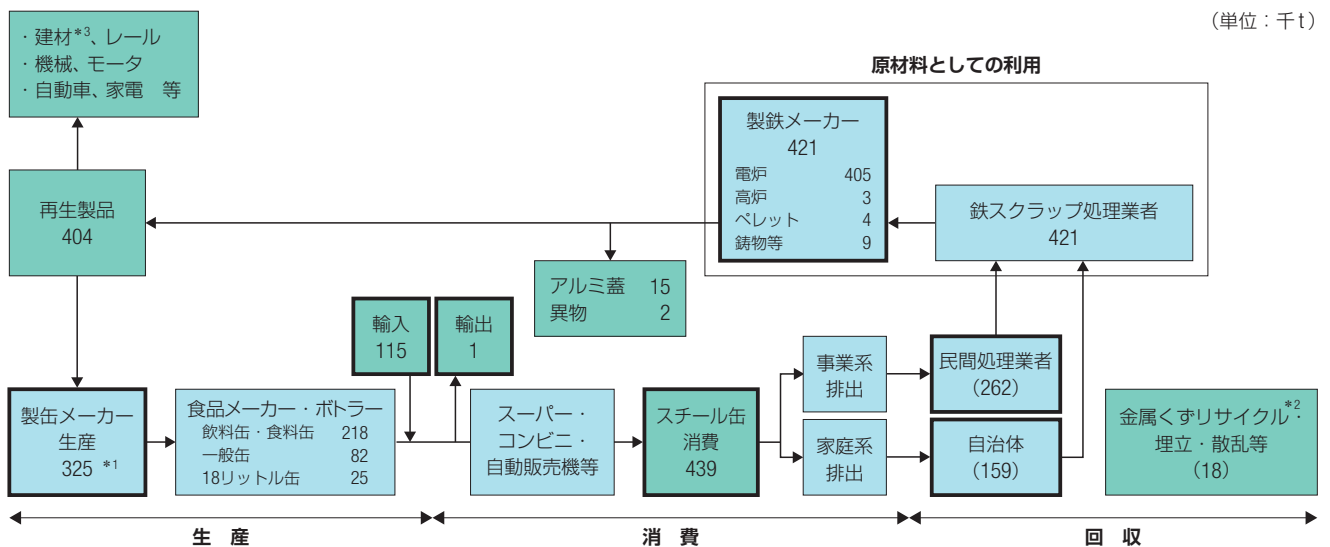 (単位：千t)
・建材*3、レール
・機械、モータ
・自動車、家電 等
原材料としての利用
製鉄メーカー
421
電炉 405
高炉 3
ペレット 4
鋳物等 9
鉄スクラップ処理業者
421
再生製品
404
アルミ蓋 15
異物 2
輸入
115
輸出
1
製缶メーカー
生産
325 *1
食品メーカー・ボトラー
飲料缶・食料缶 218
一般缶 82
18リットル缶 25
スーパー・
コンビニ・
自動販売機等
スチール缶
消費
439
事業系
排出
家庭系
排出
民間処理業者
(262)
自治体
(159)
金属くずリサイクル*2・
埋立・散乱等
(18)
生 産
消 費
回 収